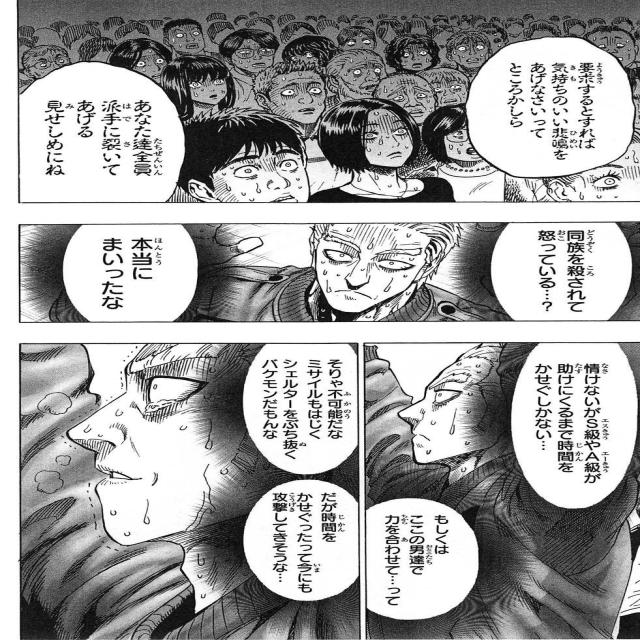 要求するとすれば
気持ちのいい悲鳴を
あげなさいって
ところかしら
あなた達全員
派手に裂いて
あげる
見せしめにね
同族を殺されて
怒っている…?
本当に
まいったな
情けないがS級やA級が
助けにくるまで時間を
かせぐしかない…
もしくは
ここの男達で
力を合わせて…って
そりゃ不可能だな
ミサイルもはじく
シェルターをぶち抜く
バケモンだもんな
だが時間を
かせぐったって今にも
攻撃してきそうな…